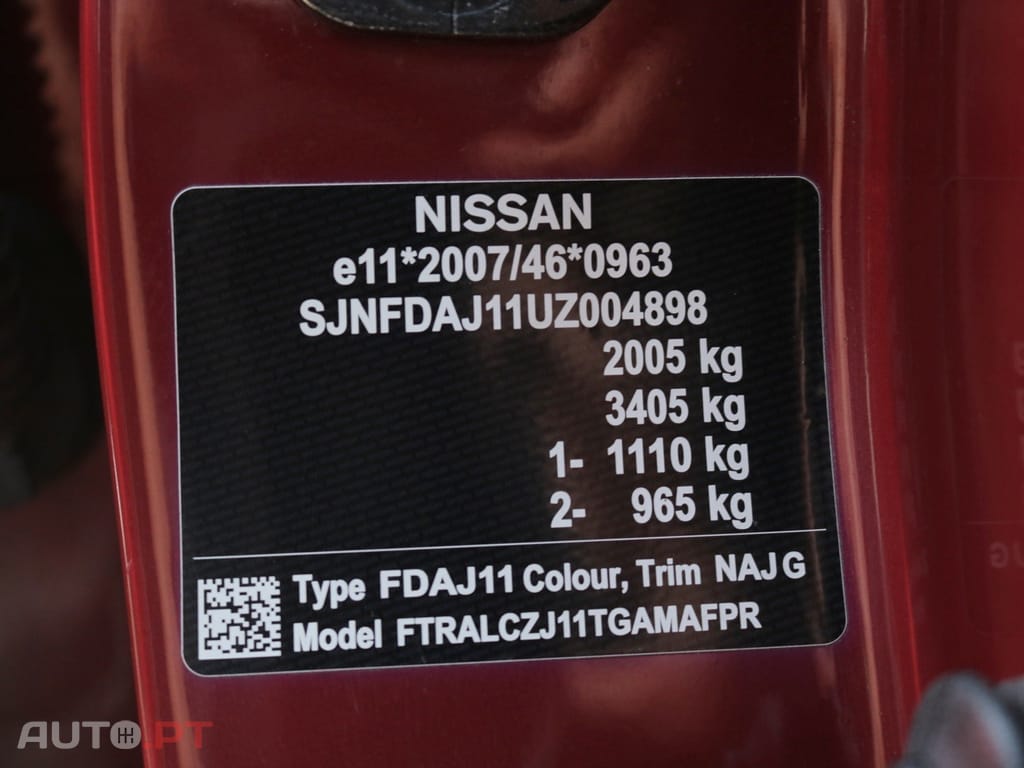 NISSAN
e11*2007/46*0963
SJNFDAJ11UZ004898
2005 kg
3405 kg
1- 1110 kg
2- 965 kg
Type FDAJ11 Colour, Trim NAJ G
Model FTRALCZJ11TGAMAFPR
AUTO.PT